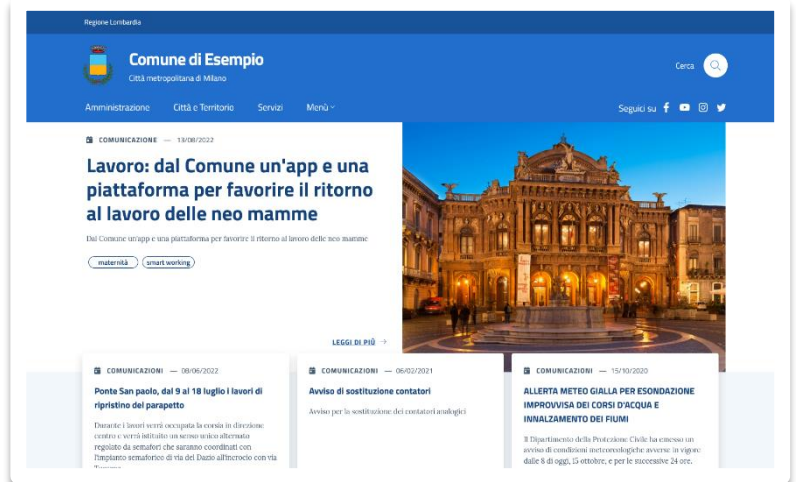 Regione Lombardia
Comune di Esempio
Città metropolitana di Milano
Cerca
Amministrazione Città e Territorio Servizi Menù
Seguici su
COMUNICAZIONE — 13/08/2022
Lavoro: dal Comune un'app e una
piattaforma per favorire il ritorno
al lavoro delle neo mamme
Dal Comune un'app e una piattaforma per favorire il ritorno al lavoro delle neo mamme
maternità smart working
LEGGI DI PIÙ
COMUNICAZIONI — 09/06/2022
Ponte San paolo, dal 9 al 18 luglio i lavori di
ripristino del parapetto
Durante i lavori verrà occupata la corsia in direzione
centro e verrà istituito un senso unico alternato
regolato da semafori che saranno coordinati con
l'impianto semaforico di via del Dazio all'incrocio con via
COMUNICAZIONI — 06/02/2021
Avviso di sostituzione contatori
Avviso per la sostituzione dei contatori analogici
COMUNICAZIONI — 15/10/2020
ALLERTA METEO GIALLA PER ESONDAZIONE
IMPROVVISA DEI CORSI D'ACQUA E
INNALZAMENTO DEI FIUMI
Il Dipartimento della Protezione Civile ha emesso un
avviso di condizioni meteorologiche avverse in vigore
dalle 8 di oggi, 15 ottobre, e per le successive 24 ore.